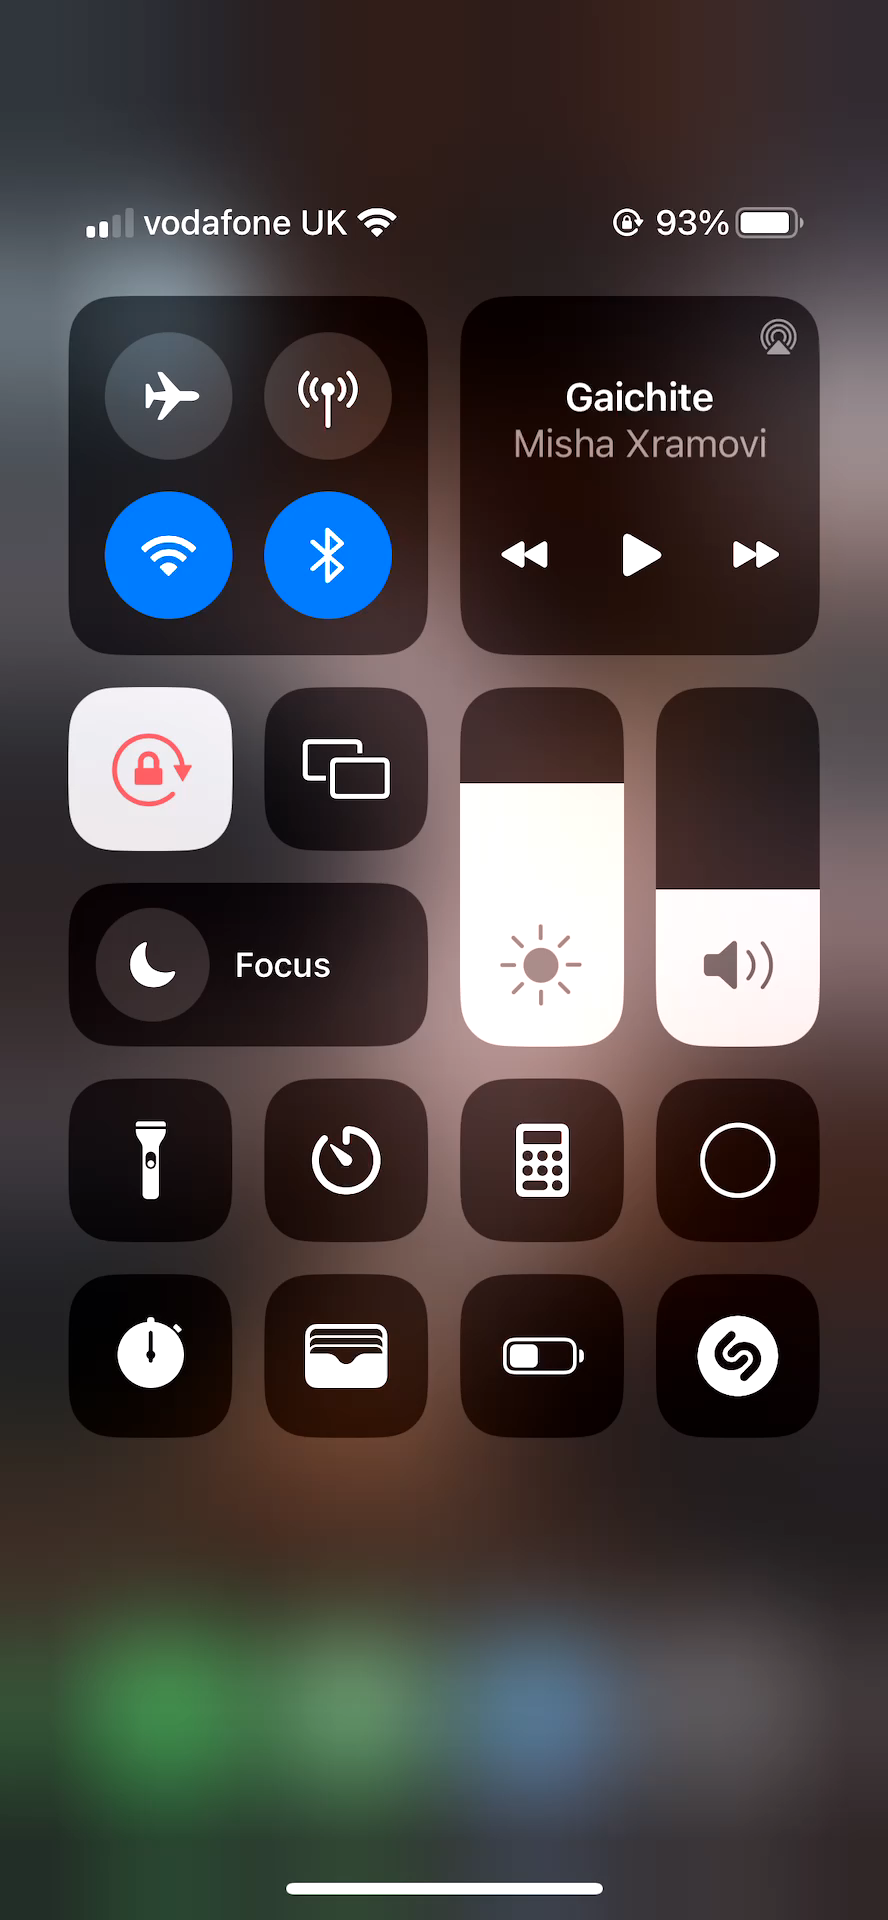 vodafone UK
93%
Gaichite
Misha Xramovi
Focus